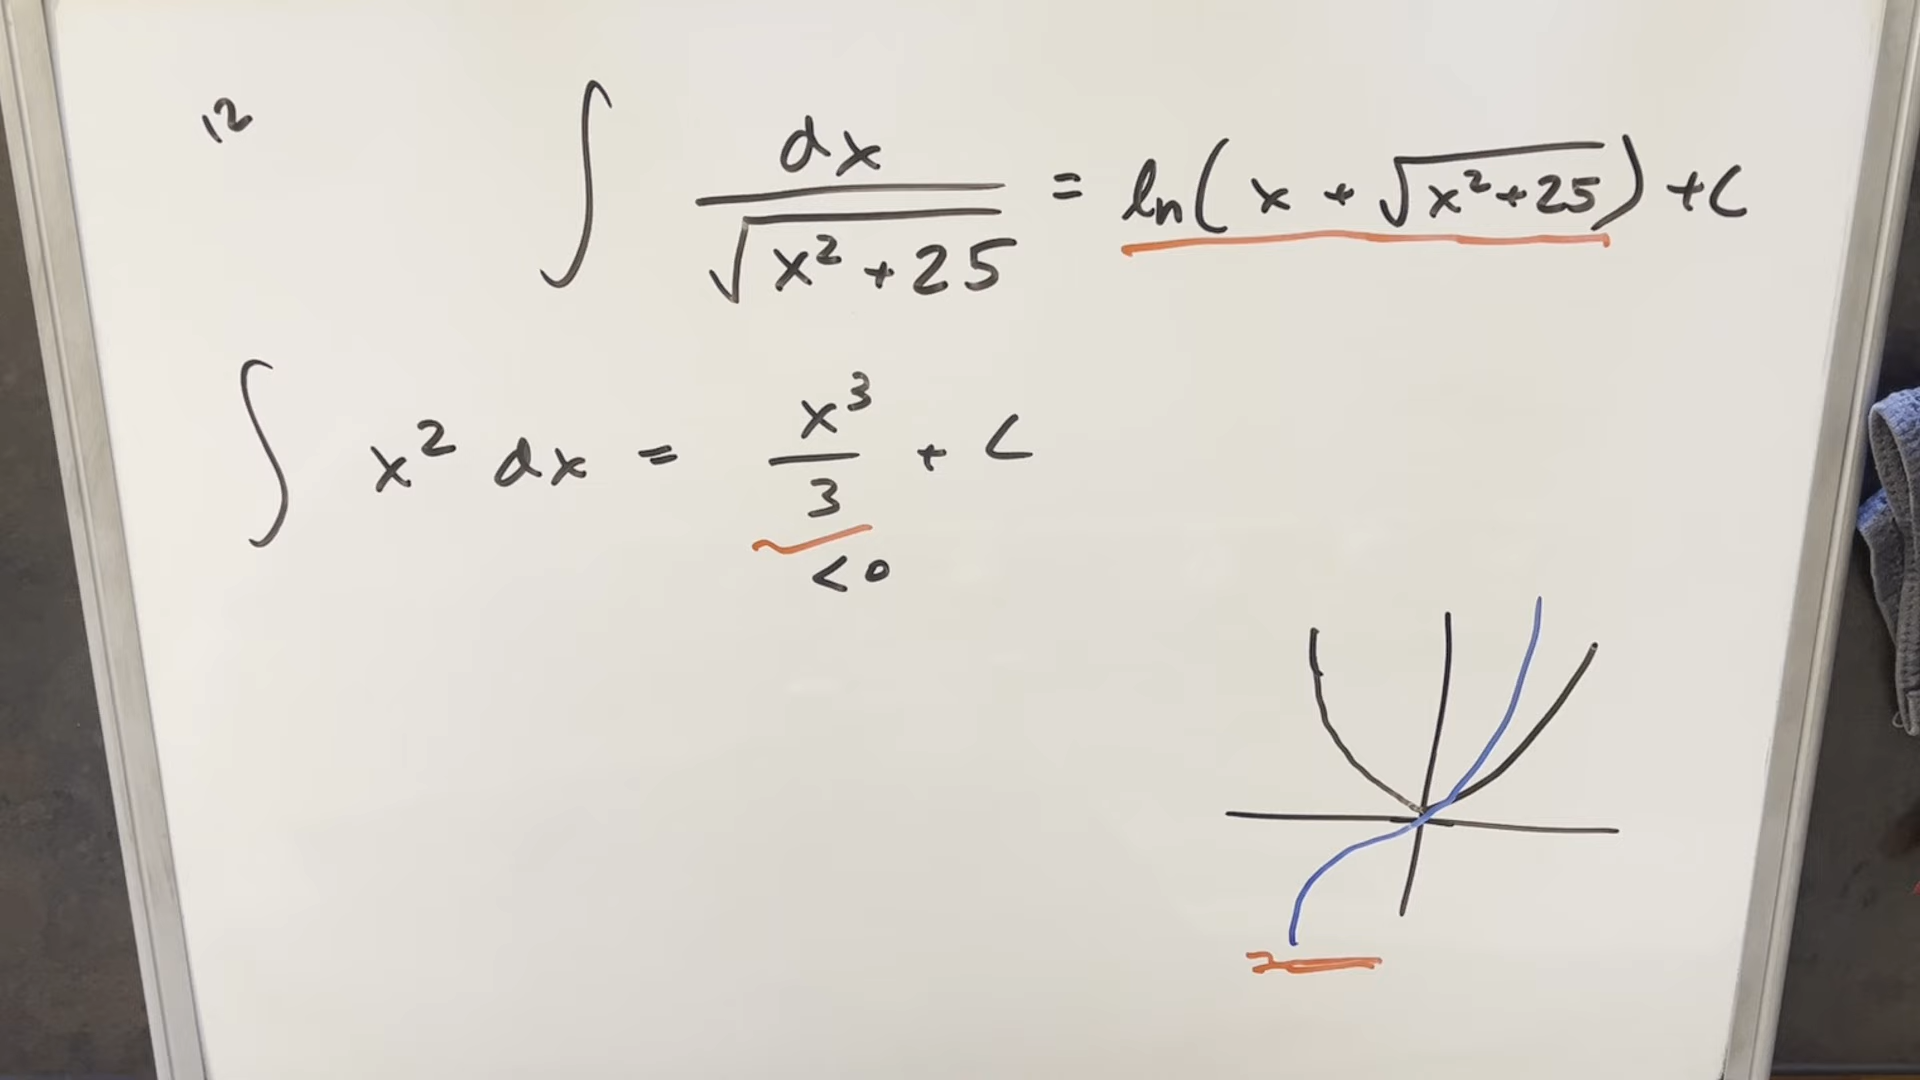 12
∫ dx / √(x² + 25) = ln(x + √(x² + 25)) + C
∫ x² dx = x³ / 3 + C
< 0